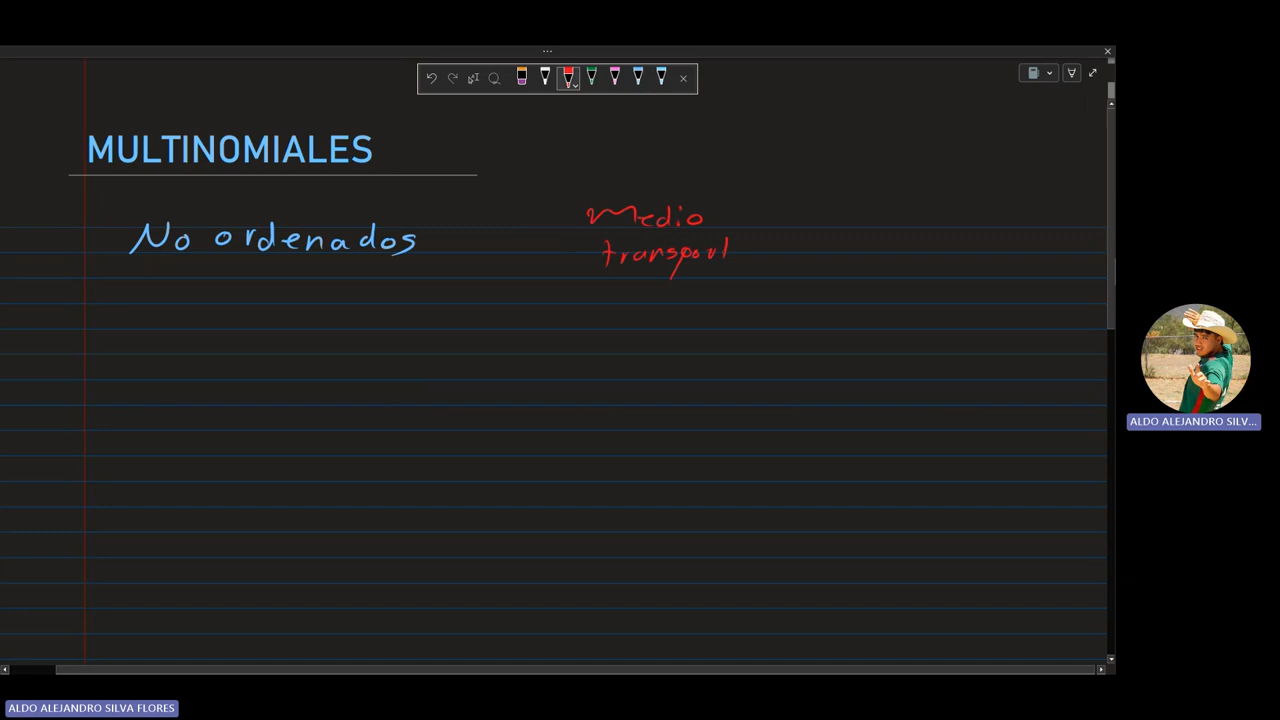 MULTINOMIALES
No ordenados
Medio
transport
ALDO ALEJANDRO SILV...
ALDO ALEJANDRO SILVA FLORES